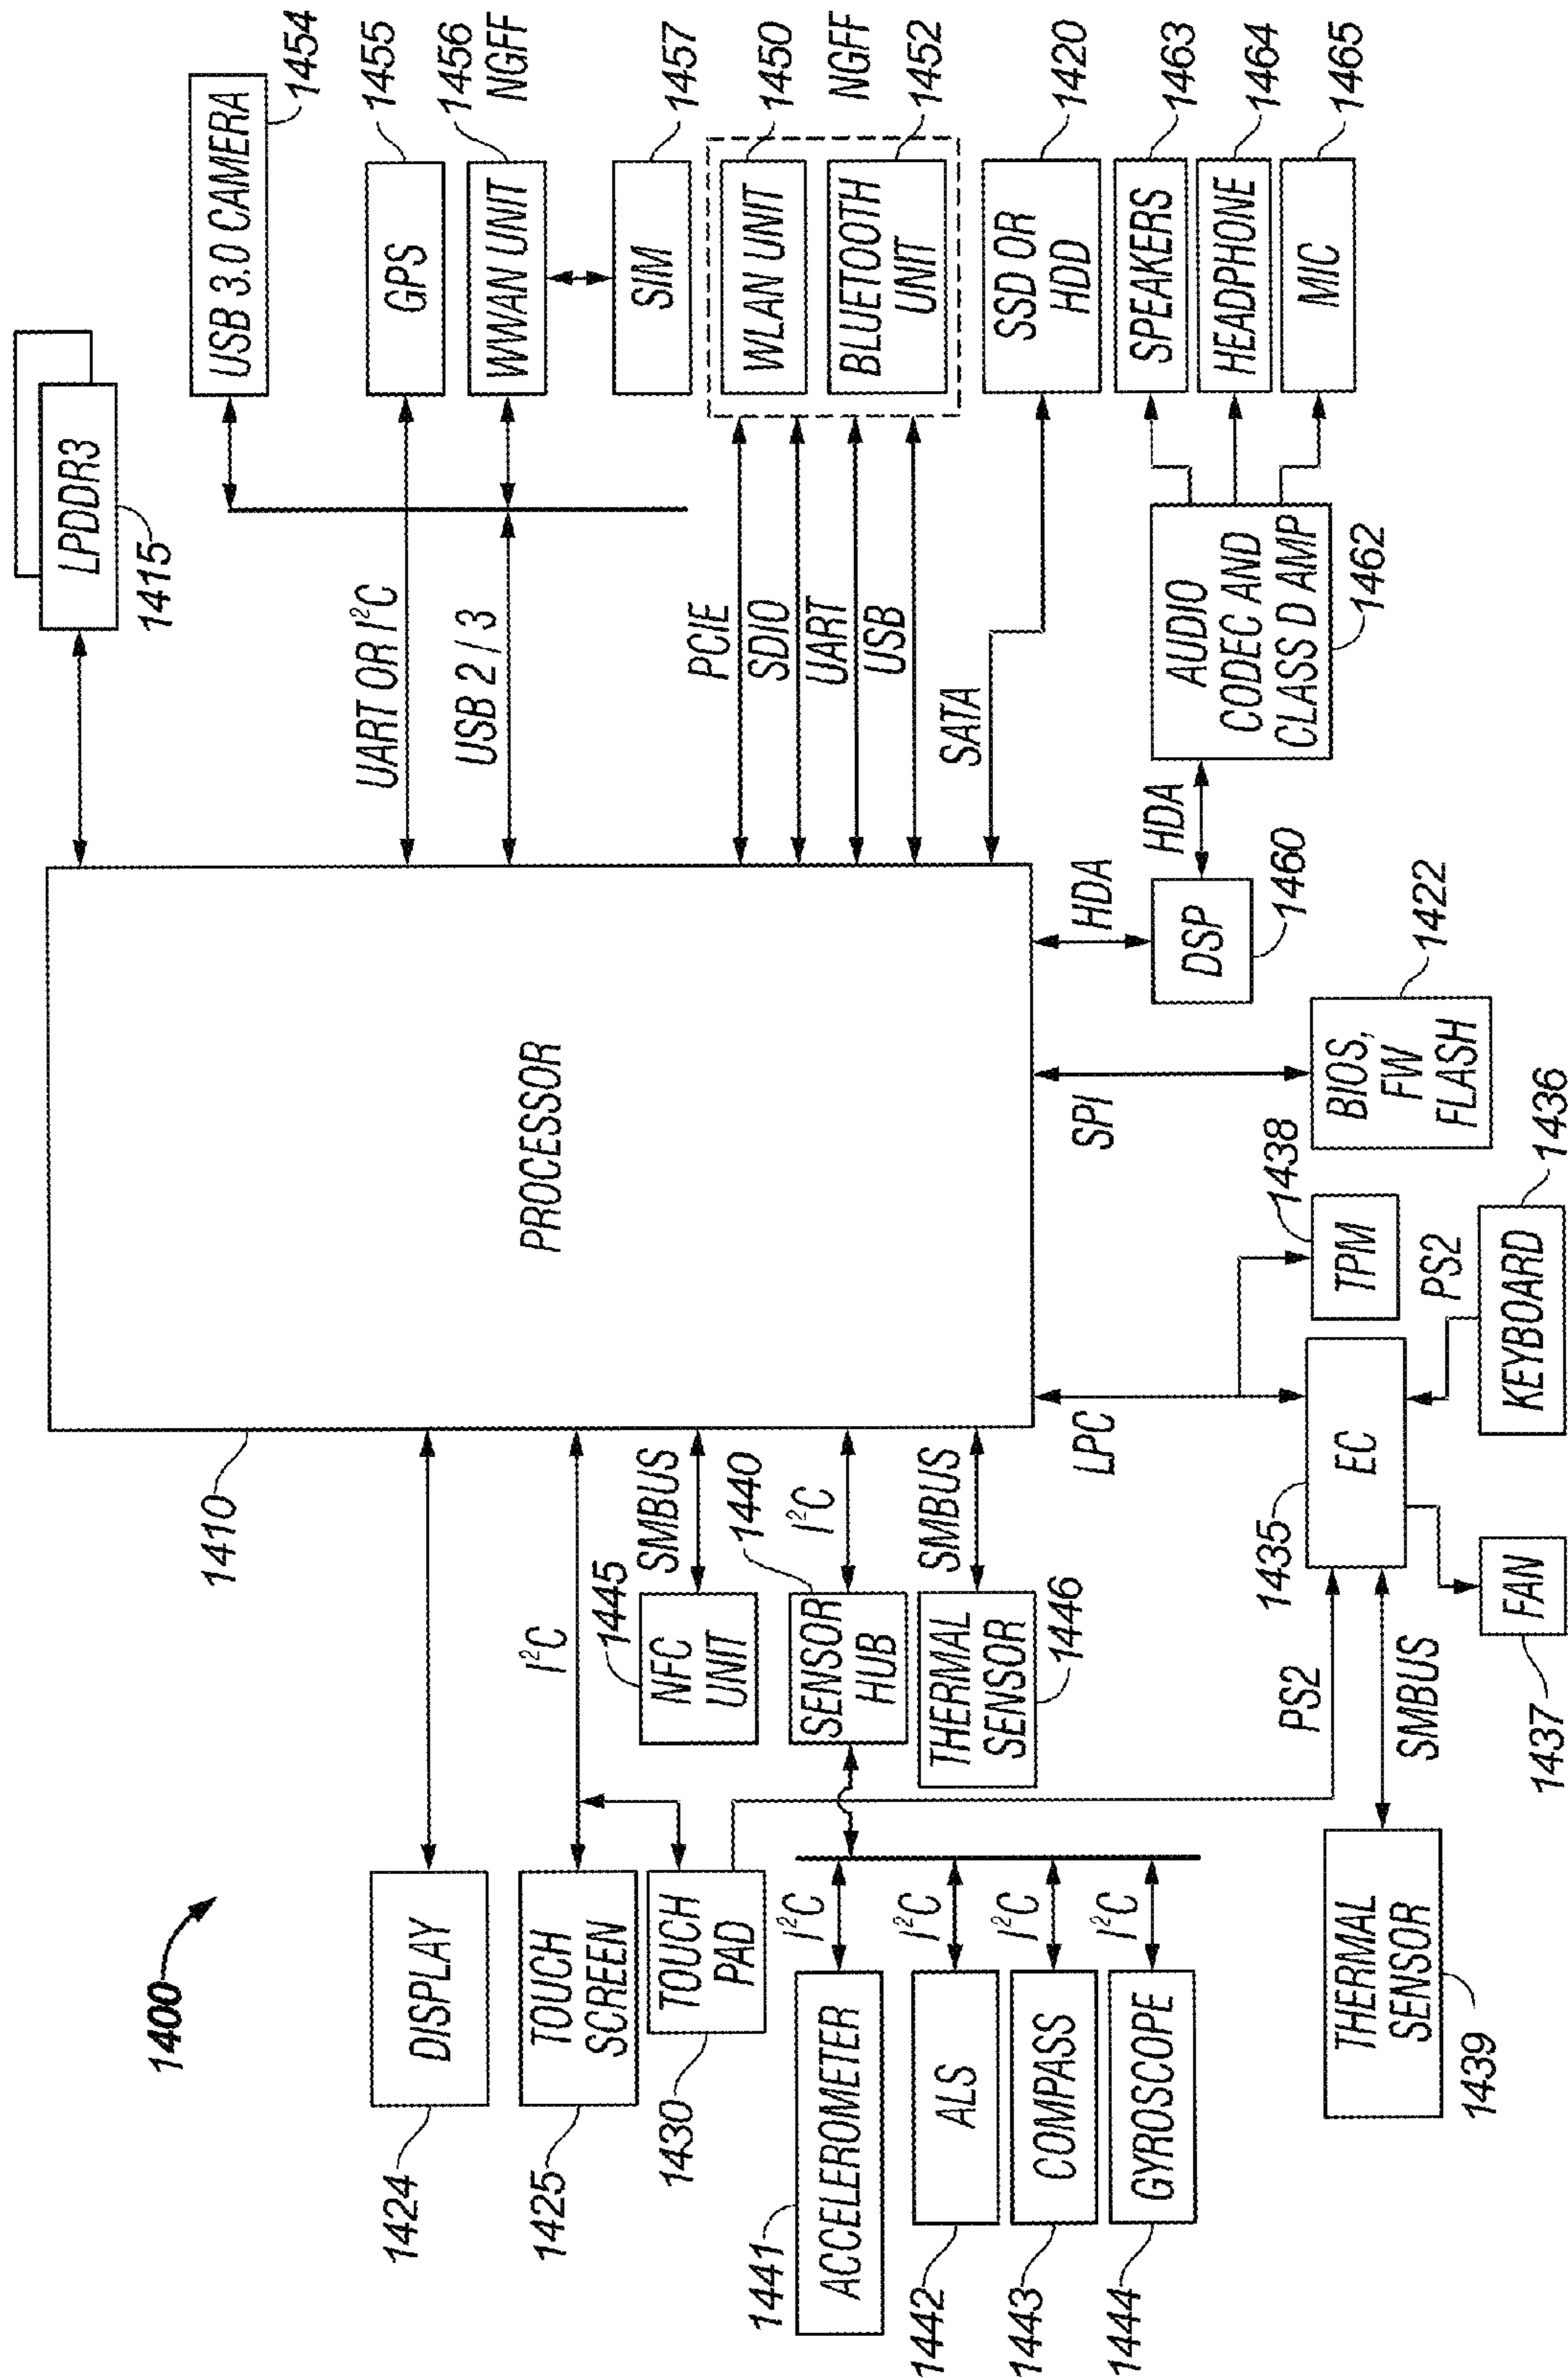 1400
LPDDR3
1415
USB 3.0 CAMERA
1454
1410
PROCESSOR
DISPLAY
1424
UART OR I²C
GPS
1455
I²C
TOUCH
SCREEN
1425
USB 2 / 3
WWAN UNIT
1456
NGFF
TOUCH
PAD
1430
1445
NFC
UNIT
SMBUS
SIM
1457
PCIE
SDIO
UART
USB
WLAN UNIT
1450
NGFF
BLUETOOTH
UNIT
1452
1440
SENSOR
HUB
I²C
ACCELEROMETER
1441
I²C
ALS
1442
I²C
COMPASS
1443
I²C
GYROSCOPE
1444
I²C
THERMAL
SENSOR
1446
SMBUS
SATA
SSD OR
HDD
1420
LPC
SPI
HDA
DSP
1460
HDA
AUDIO
CODEC AND
CLASS D AMP
1462
SPEAKERS
1463
HEADPHONE
1464
MIC
1465
PS2
1435
EC
TPM
1438
BIOS,
FW
FLASH
1422
THERMAL
SENSOR
1439
SMBUS
FAN
1437
PS2
KEYBOARD
1436